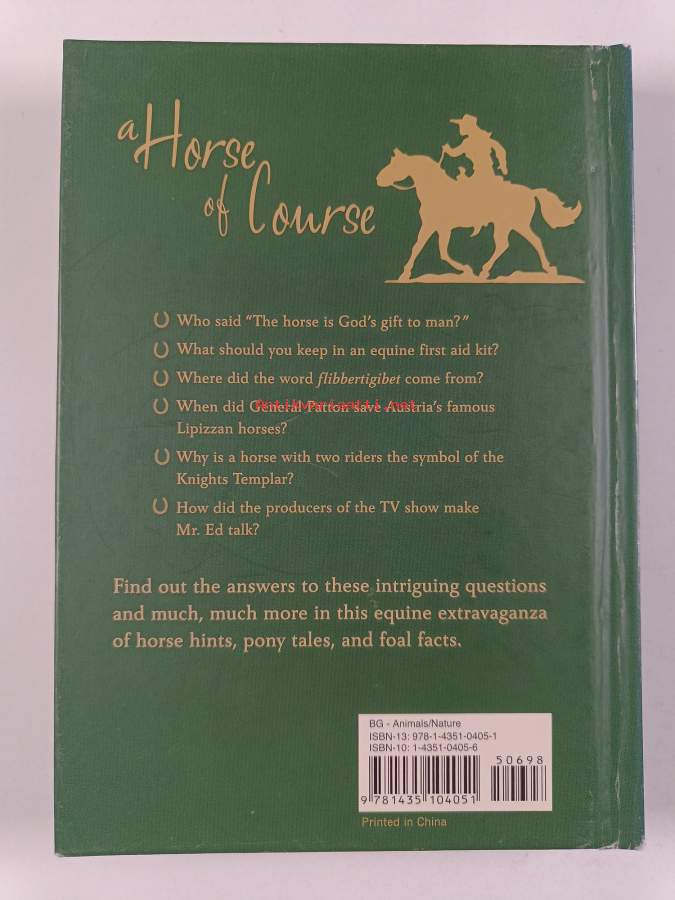 a Horse
of Course
Who said "The horse is God's gift to man?"
What should you keep in an equine first aid kit?
Where did the word flibbertigibet come from?
When did General Patton save Austria's famous
Lipizzan horses?
Why is a horse with two riders the symbol of the
Knights Templar?
How did the producers of the TV show make
Mr. Ed talk?
Find out the answers to these intriguing questions
and much, much more in this equine extravaganza
of horse hints, pony tales, and foal facts.
BG - Animals/Nature
ISBN-13: 978-1-4351-0405-1
ISBN-10: 1-4351-0405-6
50698
9 781435 104051
Printed in China